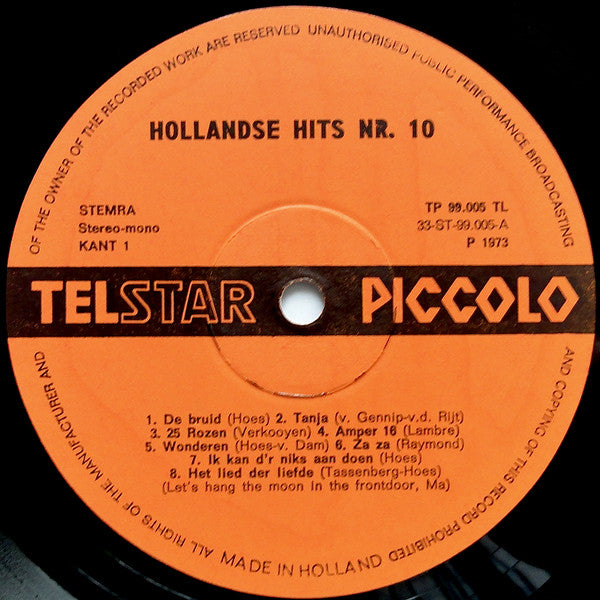 ALL RIGHTS OF THE MANUFACTURER AND OF THE OWNER OF THE RECORDED WORK ARE RESERVED UNAUTHORISED PUBLIC PERFORMANCE BROADCASTING AND COPYING OF THIS RECORD PROHIBITED
HOLLANDSE HITS NR. 10
STEMRA
Stereo-mono
KANT 1
TP 99.005 TL
33-ST-99.005-A
P 1973
TELSTAR PICCOLO
1. De bruid (Hoes) 2. Tanja (v. Gennip-v.d. Rijt)
3. 25 Rozen (Verkooyen) 4. Amper 16 (Lambre)
5. Wonderen (Hoes-v. Dam) 6. Za za (Raymond)
7. Ik kan d'r niks aan doen (Hoes)
8. Het lied der liefde (Tassenberg-Hoes)
(Let's hang the moon in the frontdoor, Ma)
MADE IN HOLLAND